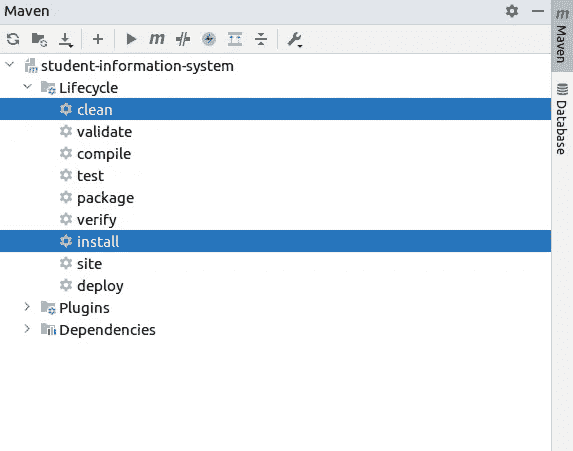 Maven
student-information-system
Lifecycle
clean
validate
compile
test
package
verify
install
site
deploy
Plugins
Dependencies
m
Maven
Database